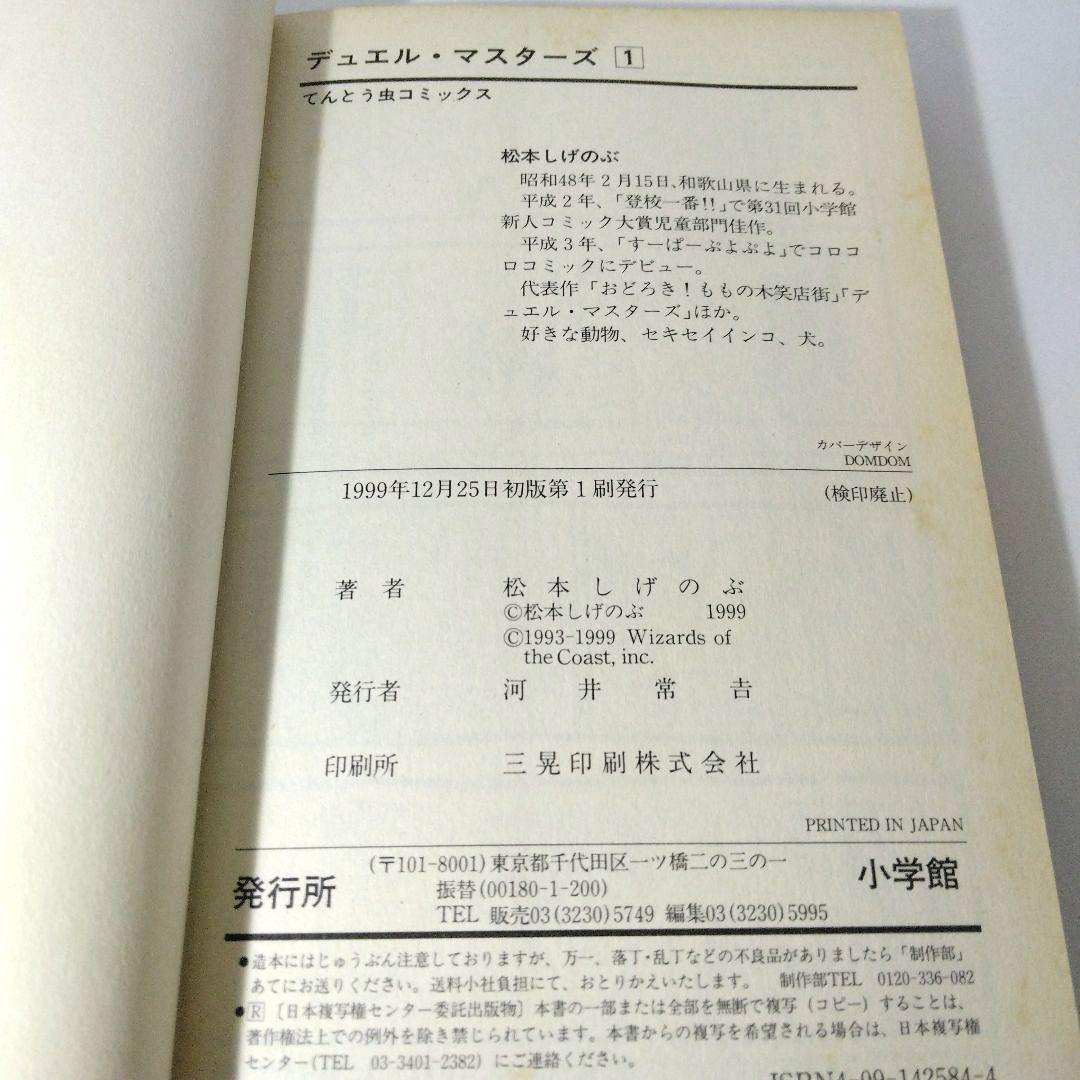 デュエル・マスターズ 1
てんとう虫コミックス
松本しげのぶ
昭和48年2月15日、和歌山県に生まれる。
平成2年、「登校一番!!」で第31回小学館
新人コミック大賞児童部門佳作。
平成3年、「すーぱーぷよぷよ」でコロコ
ロコミックにデビュー。
代表作「おどろき！ももの木笑店街」「デ
ュエル・マスターズ」ほか。
好きな動物、セキセイインコ、犬。
カバーデザイン
DOMDOM
1999年12月25日初版第1刷発行 (検印廃止)
著者 松本しげのぶ
©松本しげのぶ 1999
©1993-1999 Wizards of
the Coast, inc.
発行者 河井常吉
印刷所 三晃印刷株式会社
PRINTED IN JAPAN
(〒101-8001)東京都千代田区一ツ橋二の三の一
発行所 振替(00180-1-200) 小学館
TEL 販売03(3230)5749 編集03(3230)5995
●造本にはじゅうぶん注意しておりますが、万一、落丁・乱丁などの不良品がありましたら「制作部」
あてにお送りください。送料小社負担にて、おとりかえいたします。 制作部TEL 0120-336-082
●Ⓡ［日本複写権センター委託出版物］本書の一部または全部を無断で複写（コピー）することは、
著作権法上での例外を除き禁じられています。本書からの複写を希望される場合は、日本複写権
センター(TEL 03-3401-2382) にご連絡ください。
ISBN4-09-142584-4